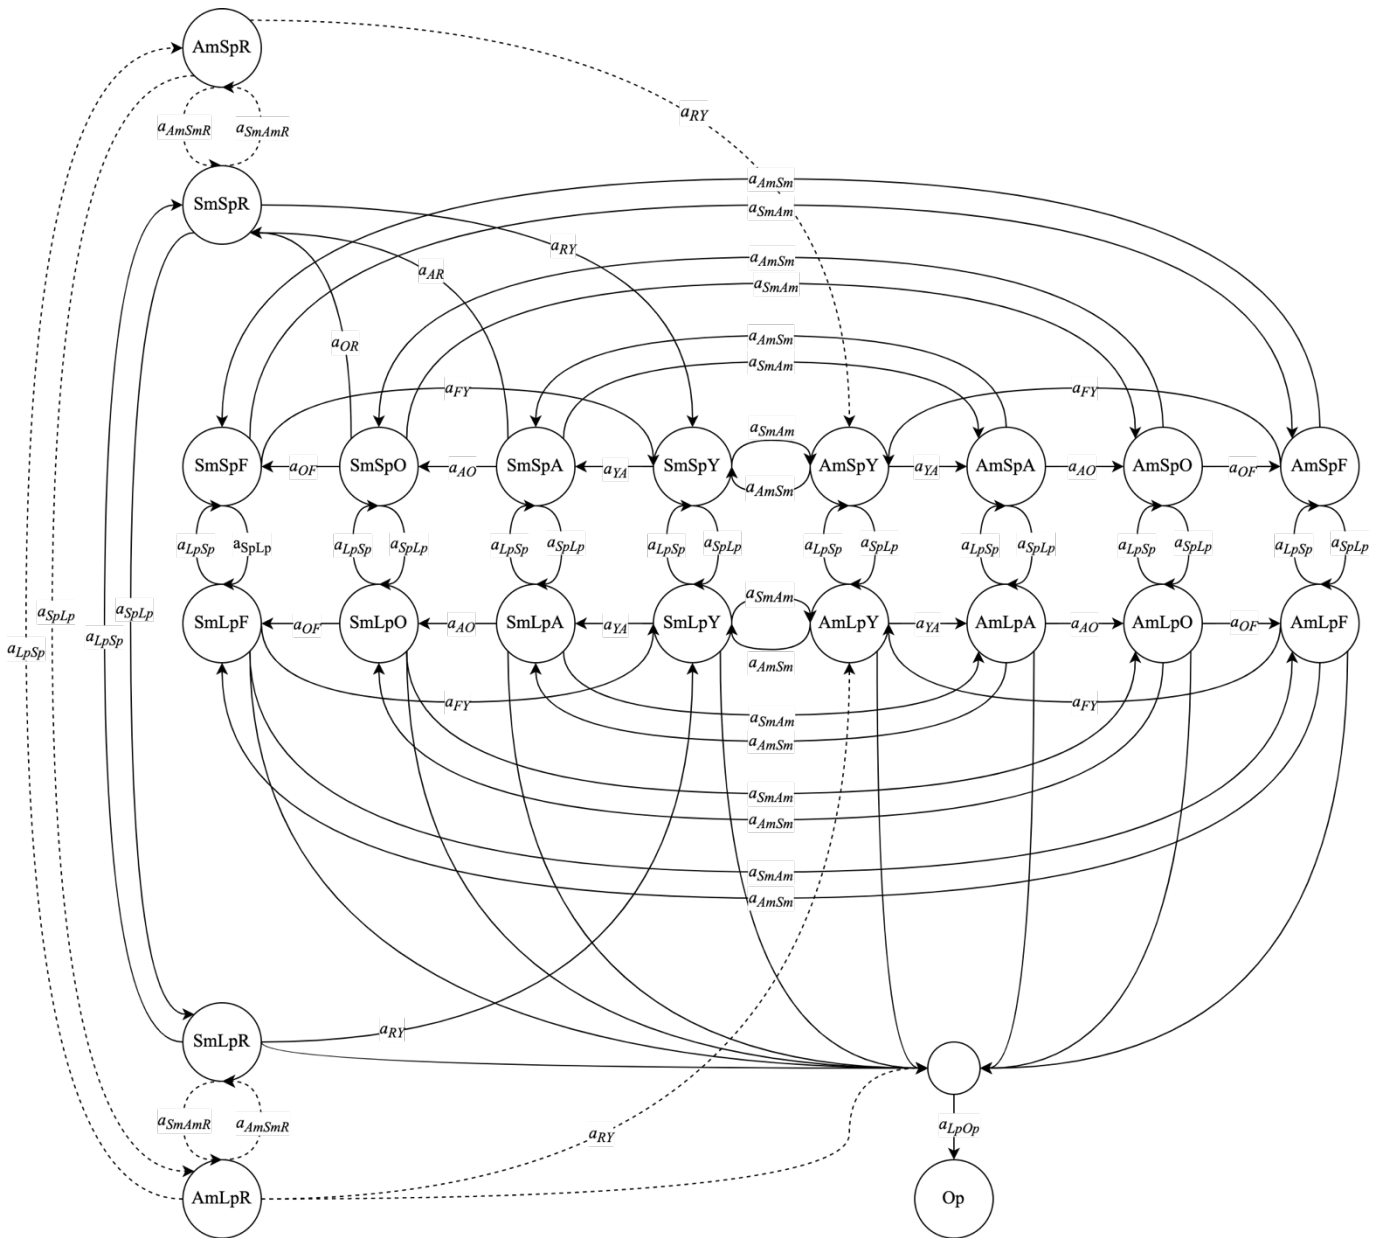 AmSpR
a_RY
a_AmSmR a_SmAmR
a_AmSm
SmSpR
a_SmAm
a_RY
a_AmSm
a_AR
a_SmAm
a_OR
a_AmSm
a_SmAm
a_FY a_FY
a_SmAm
SmSpF a_OF SmSpO a_AO SmSpA a_YA SmSpY AmSpY a_YA AmSpA a_AO AmSpO a_OF AmSpF
a_AmSm
a_LpSp a_SpLp a_LpSp a_SpLp a_LpSp a_SpLp a_LpSp a_SpLp a_LpSp a_SpLp a_LpSp a_SpLp a_LpSp a_SpLp a_LpSp a_SpLp
a_SmAm
a_SpLp a_SpLp
SmLpF a_OF SmLpO a_AO SmLpA a_YA SmLpY AmLpY a_YA AmLpA a_AO AmLpO a_OF AmLpF
a_LpSp a_LpSp
a_AmSm
a_FY a_FY
a_SmAm
a_AmSm
a_SmAm
a_AmSm
a_SmAm
a_AmSm
a_RY
SmLpR
a_SmAmR a_AmSmR
a_LpOp
a_RY
AmLpR Op